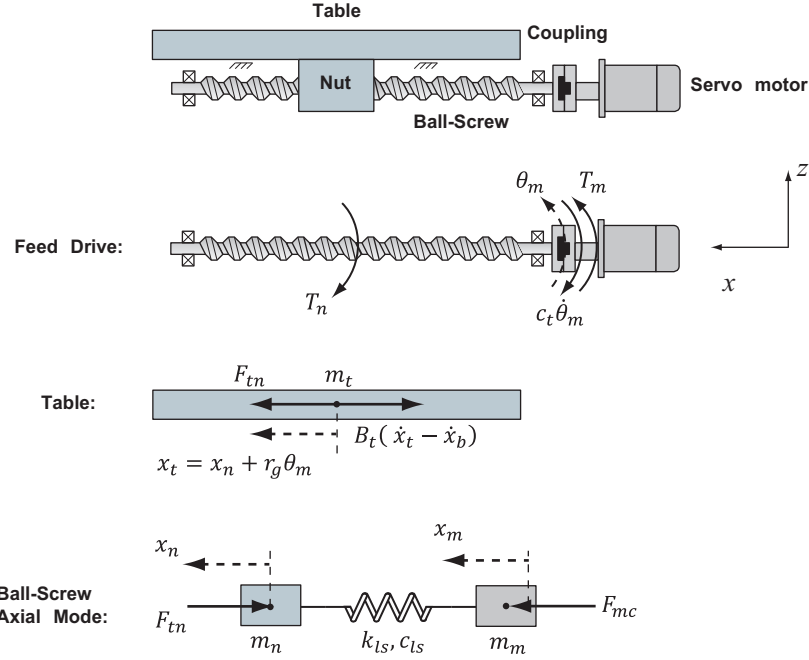 Table
Coupling
Nut
Servo motor
Ball-Screw
θ_m T_m
z
Feed Drive:
x
T_n
c_t θ̇_m
F_tn m_t
Table:
B_t( ẋ_t − ẋ_b)
x_t = x_n + r_g θ_m
x_n x_m
Ball-Screw
Axial Mode:
F_tn F_mc
m_n k_ls, c_ls m_m